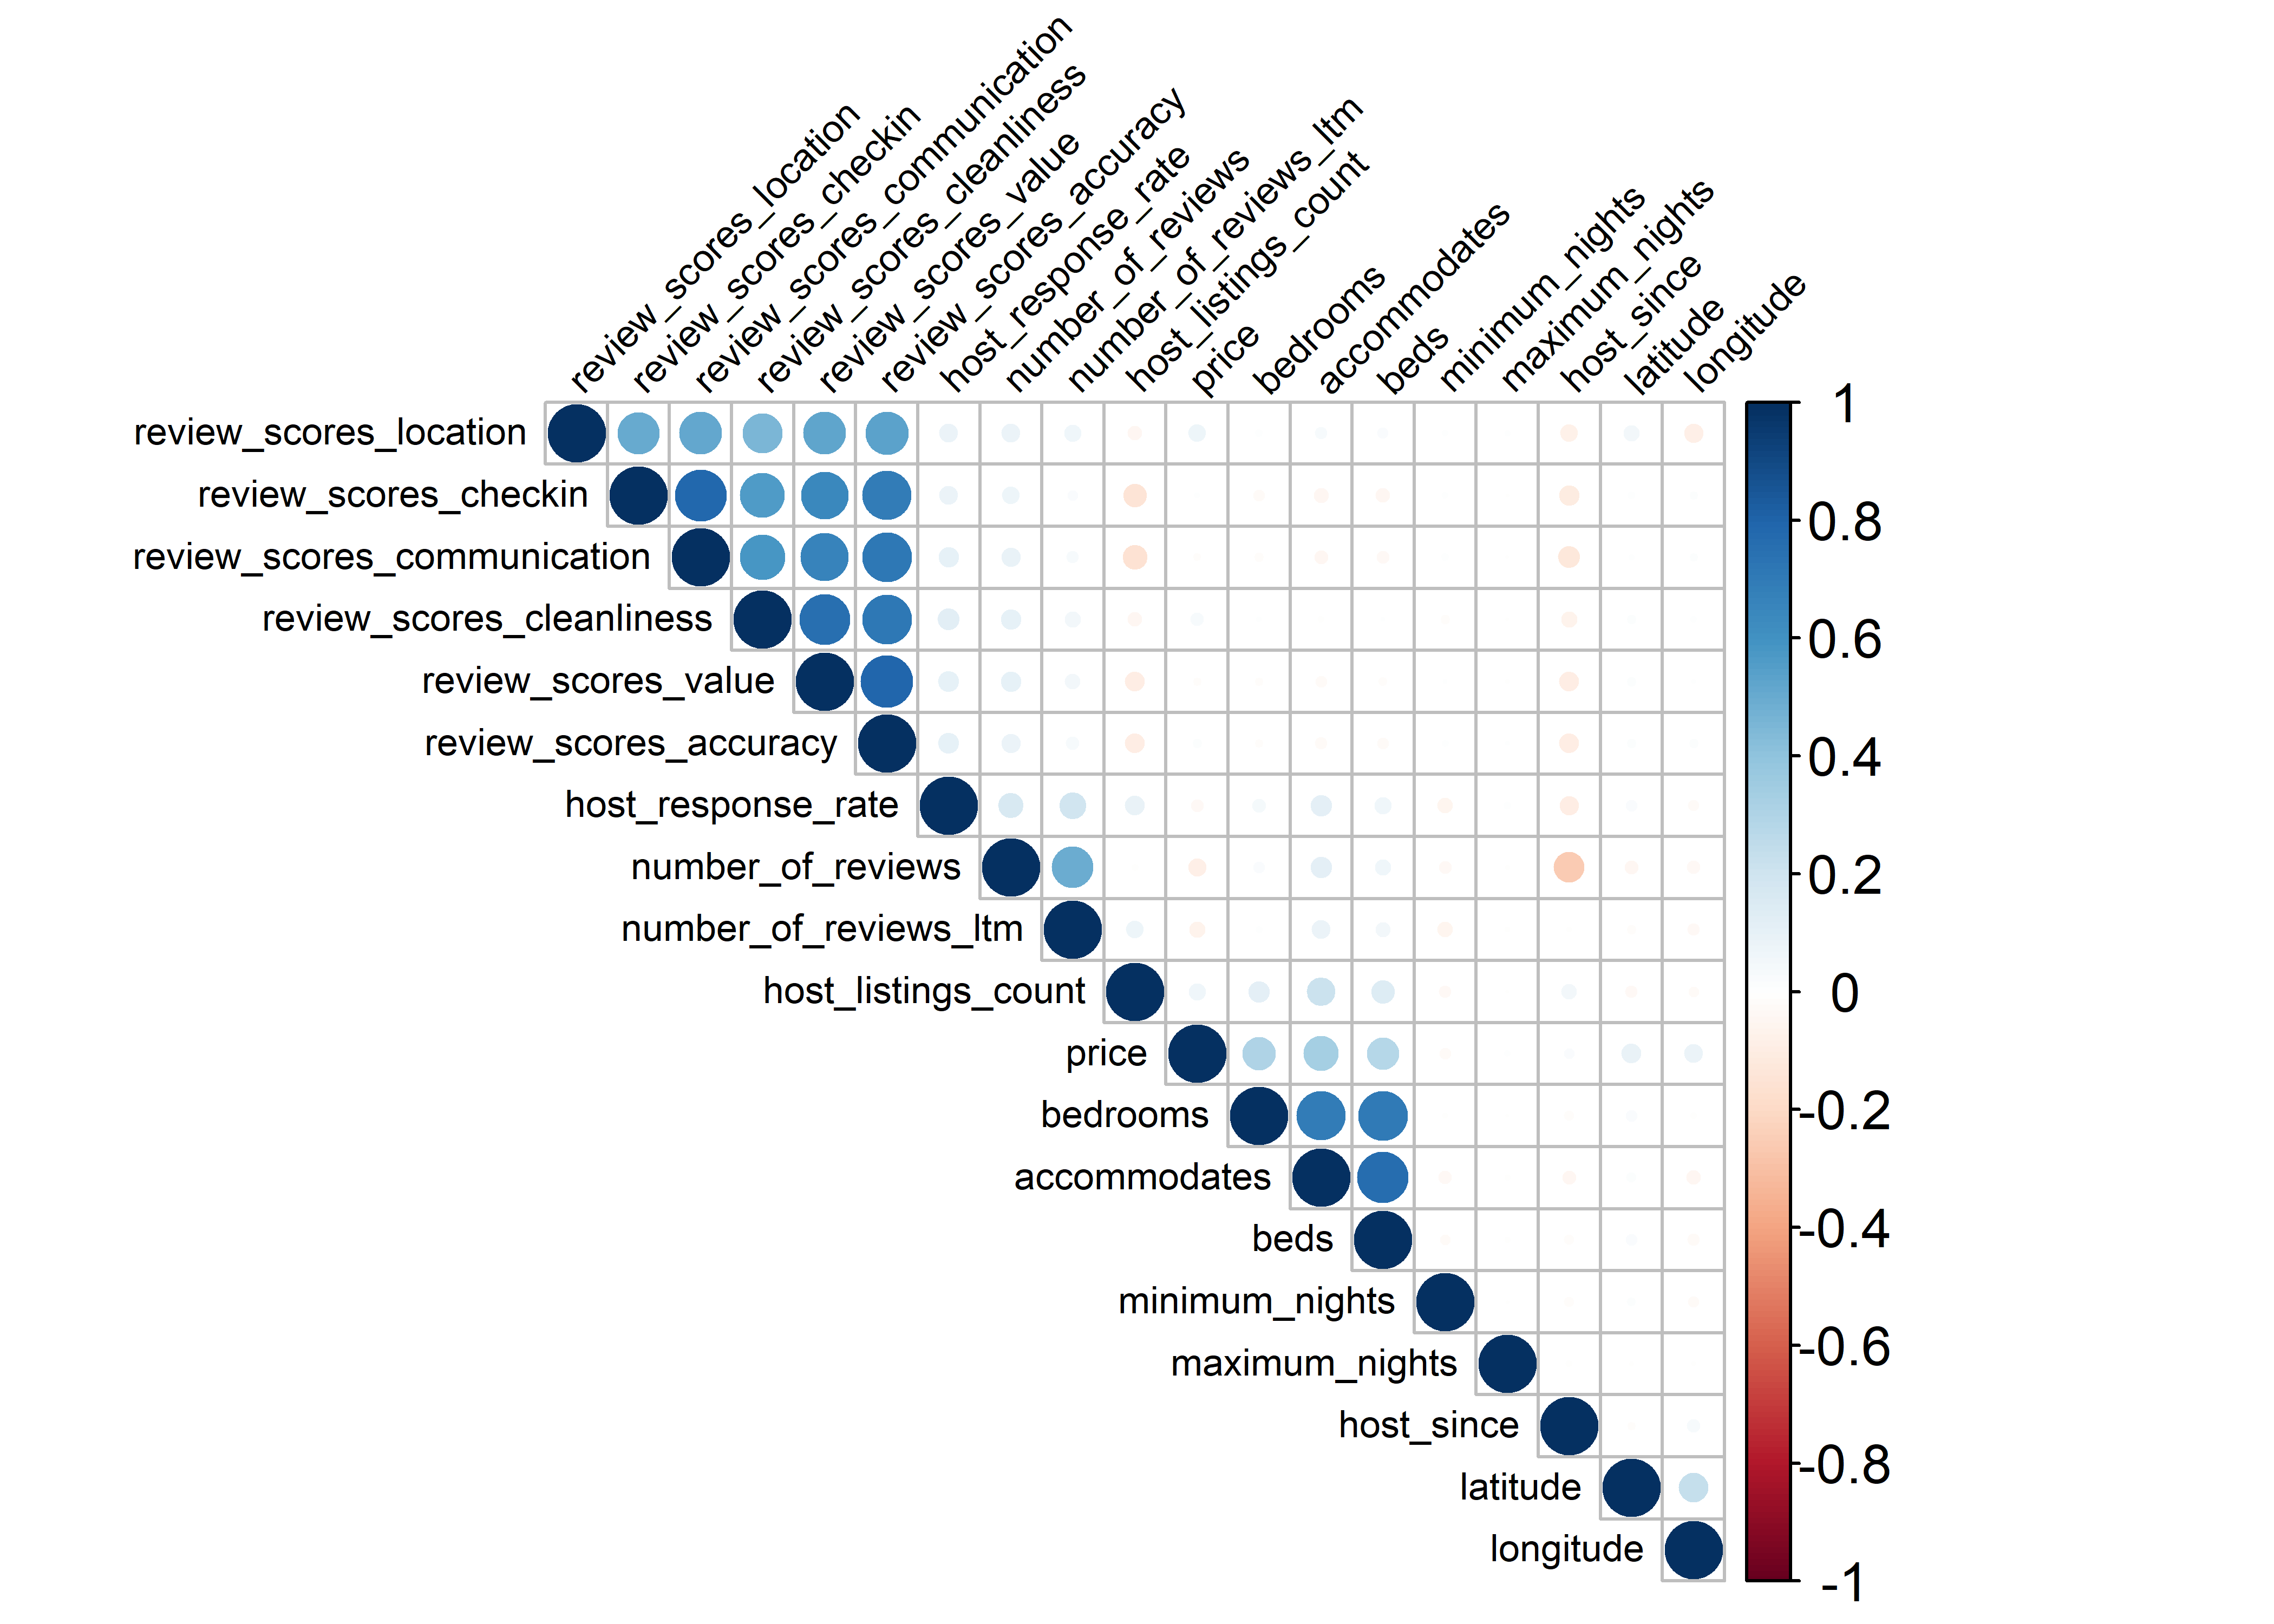 review_scores_location
review_scores_checkin
review_scores_communication
review_scores_cleanliness
review_scores_value
review_scores_accuracy
host_response_rate
number_of_reviews
number_of_reviews_ltm
host_listings_count
price
bedrooms
accommodates
beds
minimum_nights
maximum_nights
host_since
latitude
longitude
review_scores_location
review_scores_checkin
review_scores_communication
review_scores_cleanliness
review_scores_value
review_scores_accuracy
host_response_rate
number_of_reviews
number_of_reviews_ltm
host_listings_count
price
bedrooms
accommodates
beds
minimum_nights
maximum_nights
host_since
latitude
longitude
1
0.8
0.6
0.4
0.2
0
-0.2
-0.4
-0.6
-0.8
-1